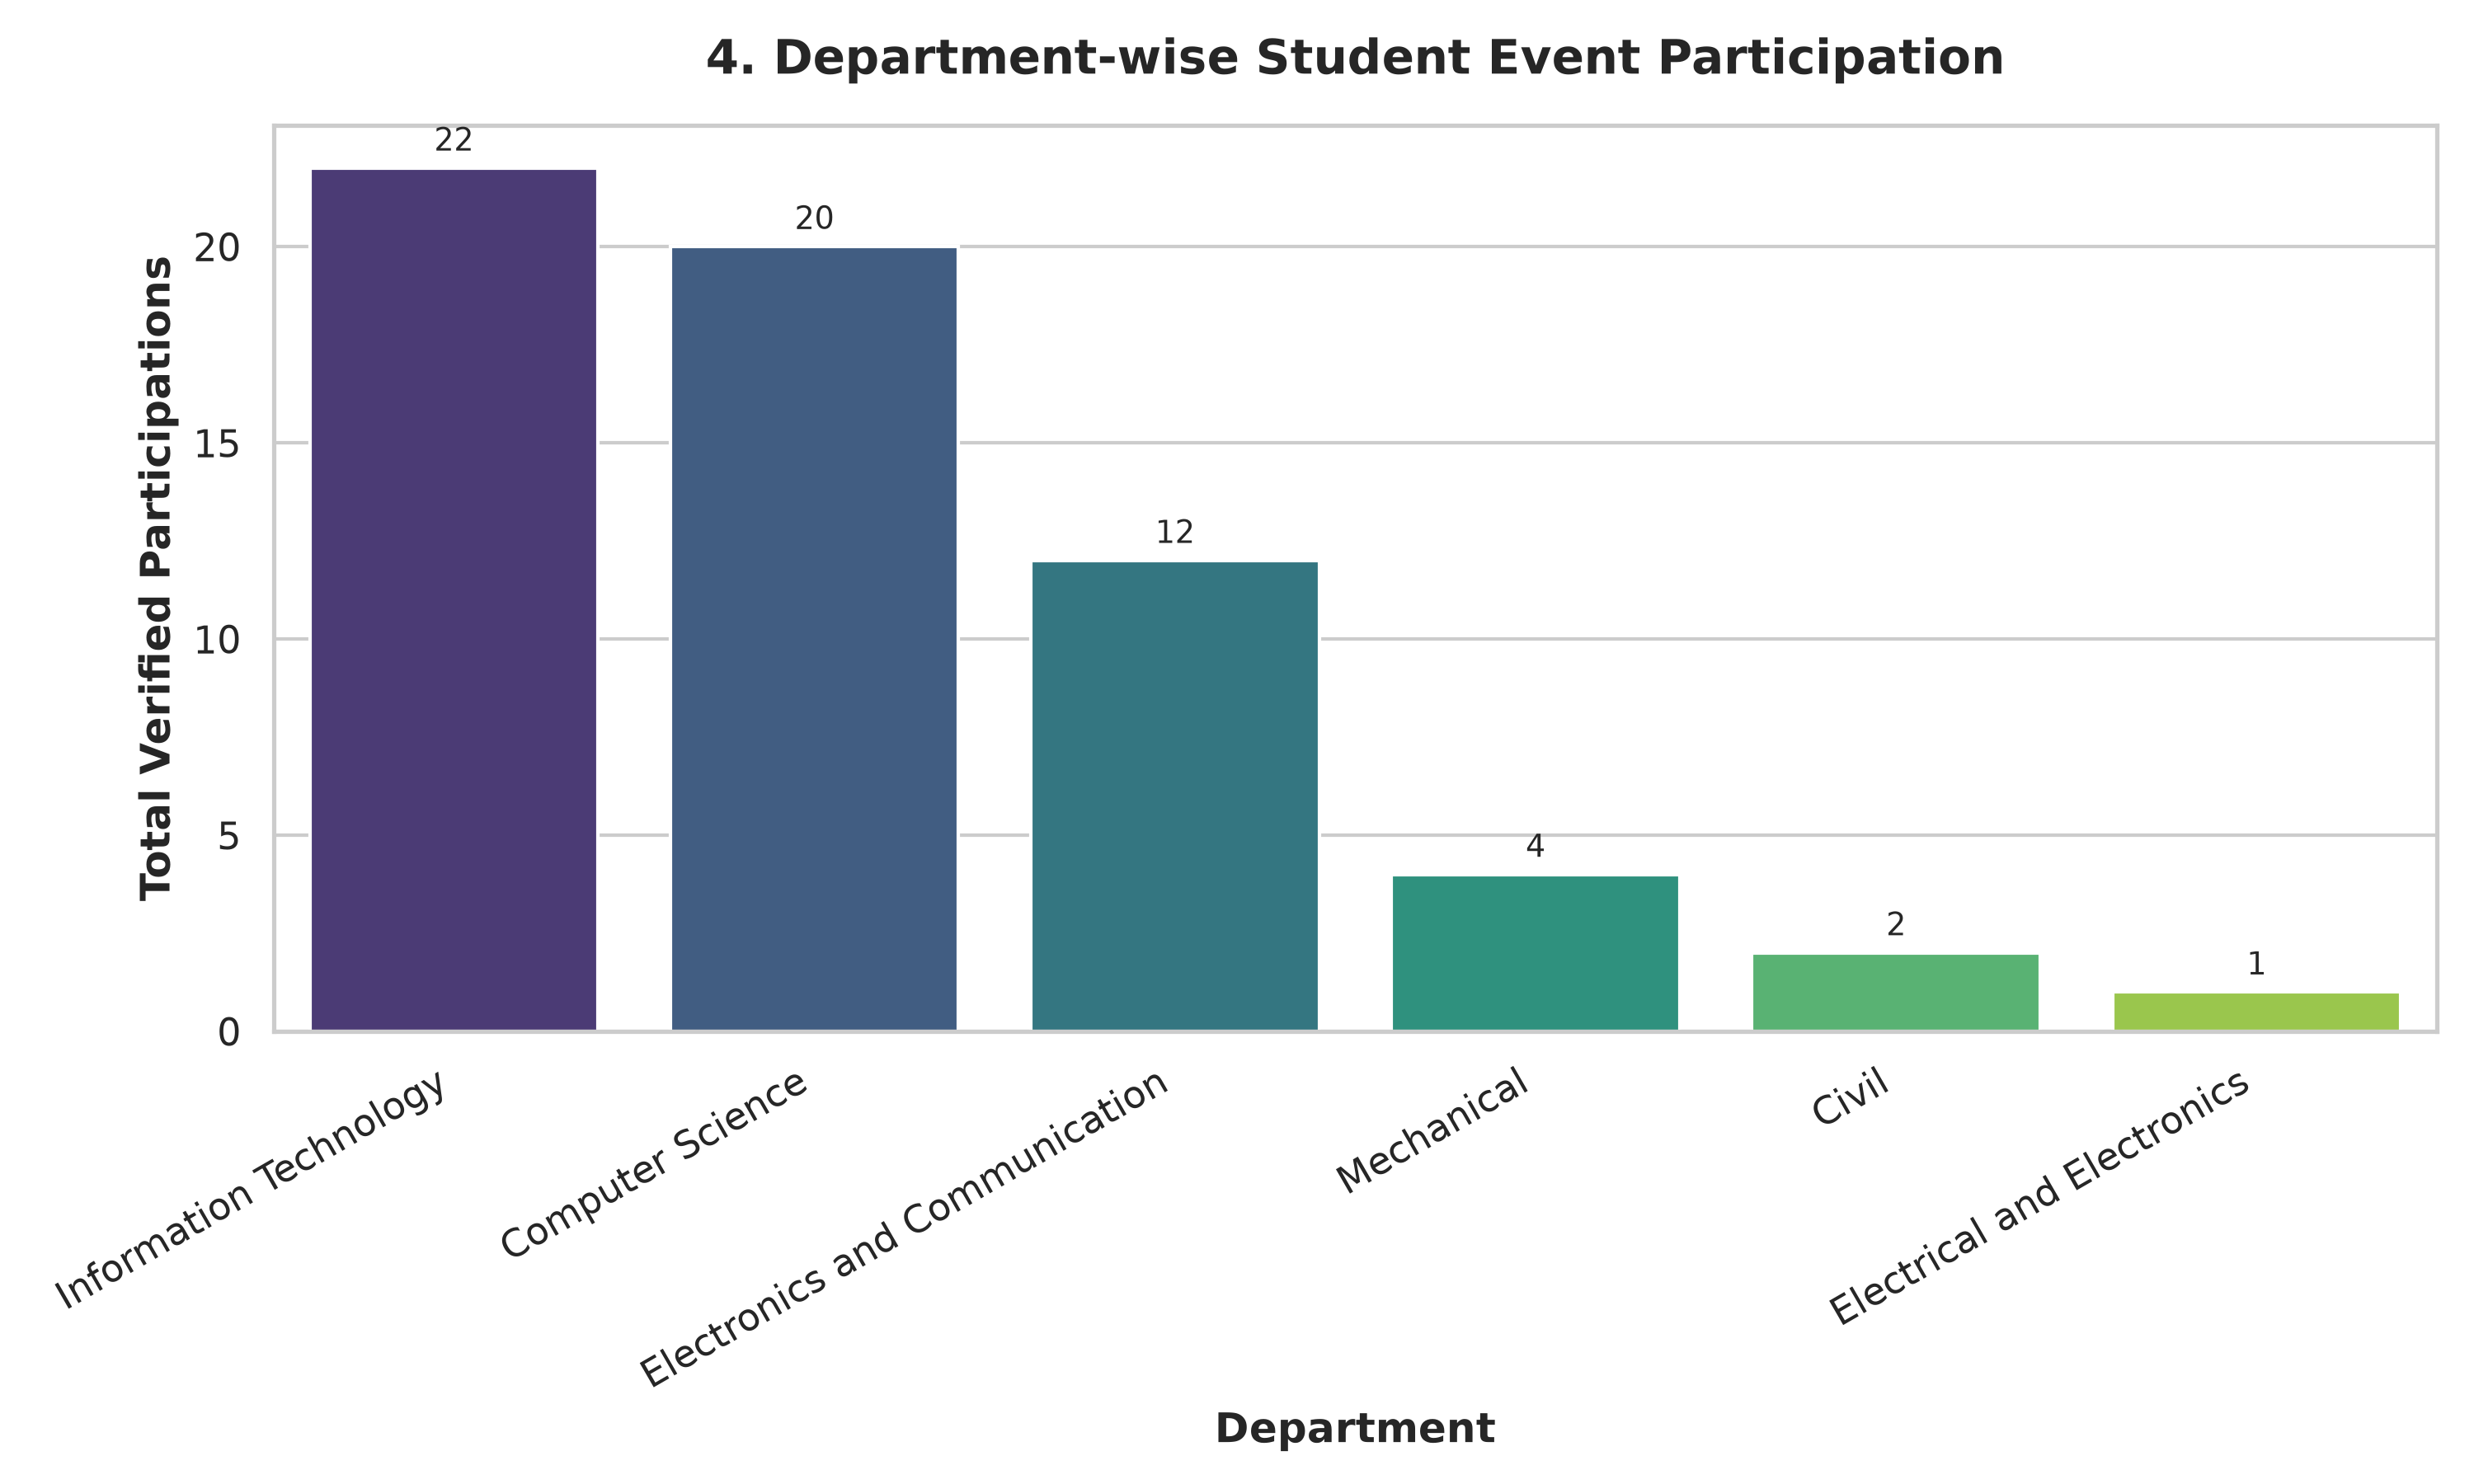 4. Department-wise Student Event Participation
Total Verified Participations
20
15
10
5
0
22
20
12
4
2
1
Information Technology
Computer Science
Electronics and Communication
Mechanical
Civil
Electrical and Electronics
Department